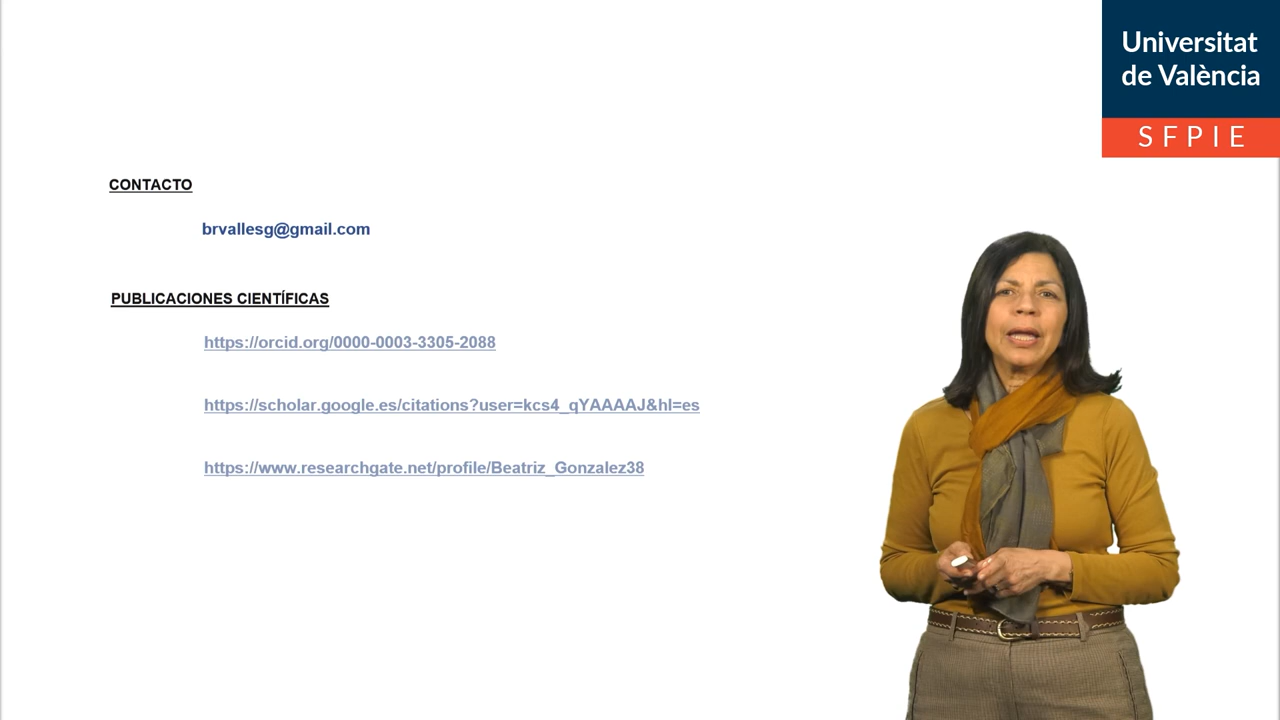 Universitat
de València
SFPIE
CONTACTO
brvallesg@gmail.com
PUBLICACIONES CIENTÍFICAS
https://orcid.org/0000-0003-3305-2088
https://scholar.google.es/citations?user=kcs4_qYAAAAJ&hl=es
https://www.researchgate.net/profile/Beatriz_Gonzalez38